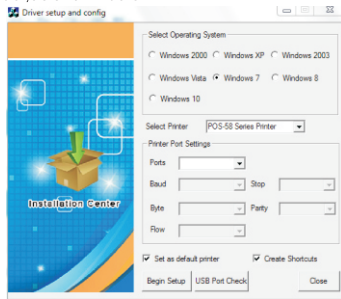 Driver setup and config
Select Operating System
Windows 2000 Windows XP Windows 2003
Windows Vista Windows 7 Windows 8
Windows 10
Select Printer POS-58 Series Printer
Printer Port Settings
Ports
Baud Stop
Byte Parity
Flow
Installation Center
Set as default printer Create Shortcuts
Begin Setup USB Port Check Close